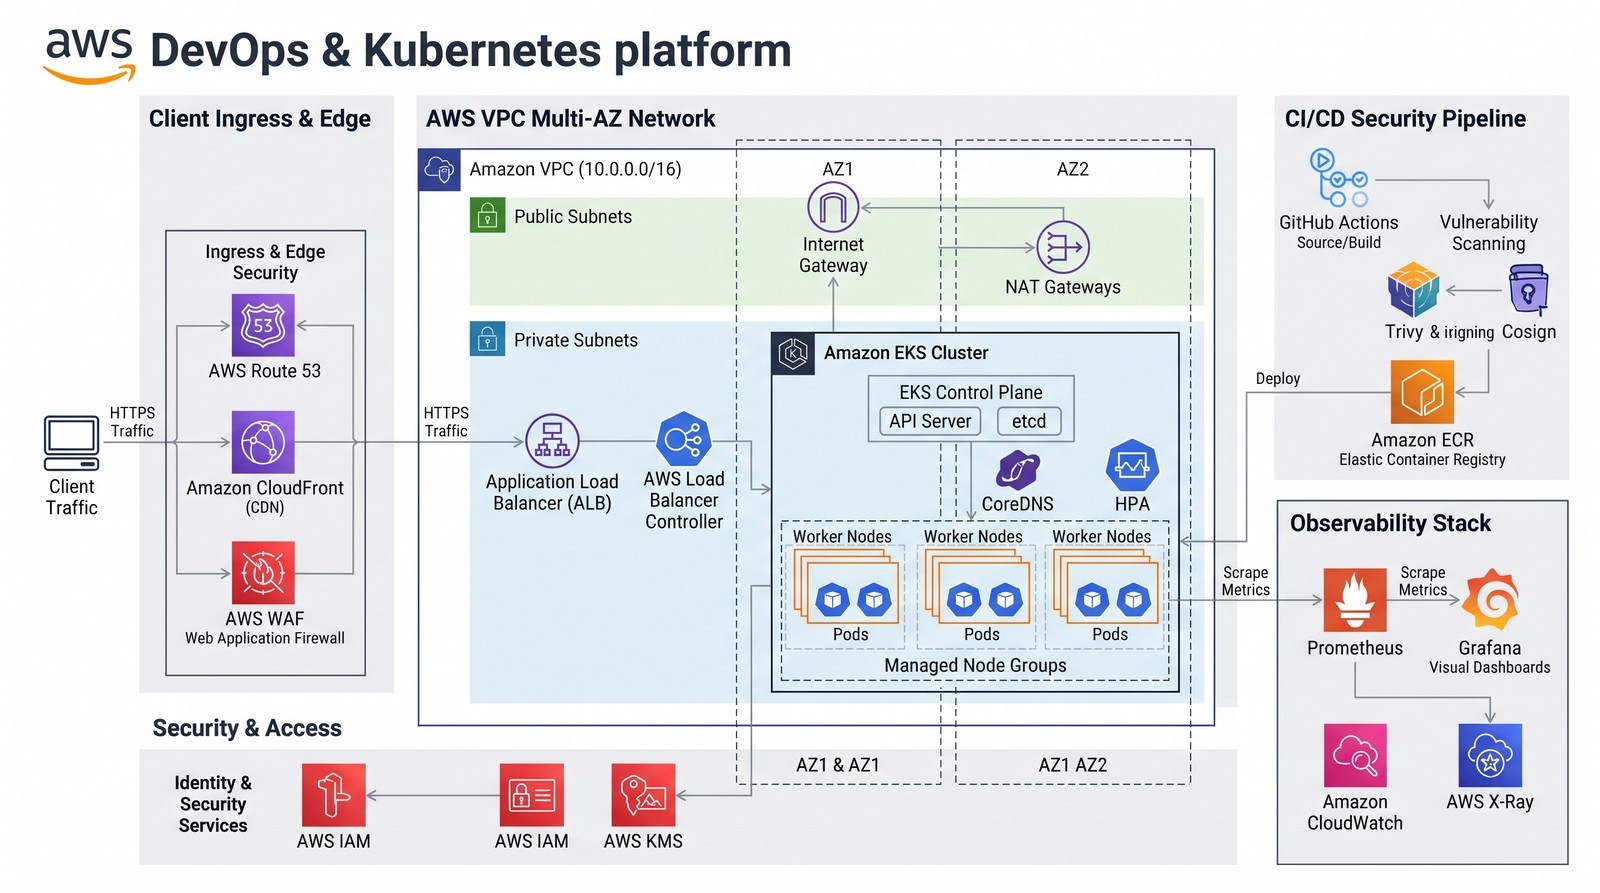 aws DevOps & Kubernetes platform
Client Ingress & Edge
Ingress & Edge
Security
53
AWS Route 53
HTTPS
Traffic
Client
Traffic
Amazon CloudFront
(CDN)
AWS WAF
Web Application Firewall
AWS VPC Multi-AZ Network
Amazon VPC (10.0.0.0/16)
AZ1
AZ2
Public Subnets
Internet
Gateway
NAT Gateways
Private Subnets
HTTPS
Traffic
Application Load
Balancer (ALB)
AWS Load
Balancer
Controller
K
Amazon EKS Cluster
EKS Control Plane
API Server
etcd
CoreDNS
HPA
Worker Nodes
Worker Nodes
Worker Nodes
Pods
Pods
Pods
Managed Node Groups
AZ1 & AZ1
AZ1 AZ2
Security & Access
Identity &
Security
Services
AWS IAM
AWS IAM
AWS KMS
CI/CD Security Pipeline
GitHub Actions
Source/Build
Vulnerability
Scanning
Trivy & irigning Cosign
Deploy
Amazon ECR
Elastic Container Registry
Observability Stack
Scrape
Metrics
Scrape
Metrics
Prometheus
Grafana
Visual Dashboards
Amazon
CloudWatch
AWS X-Ray